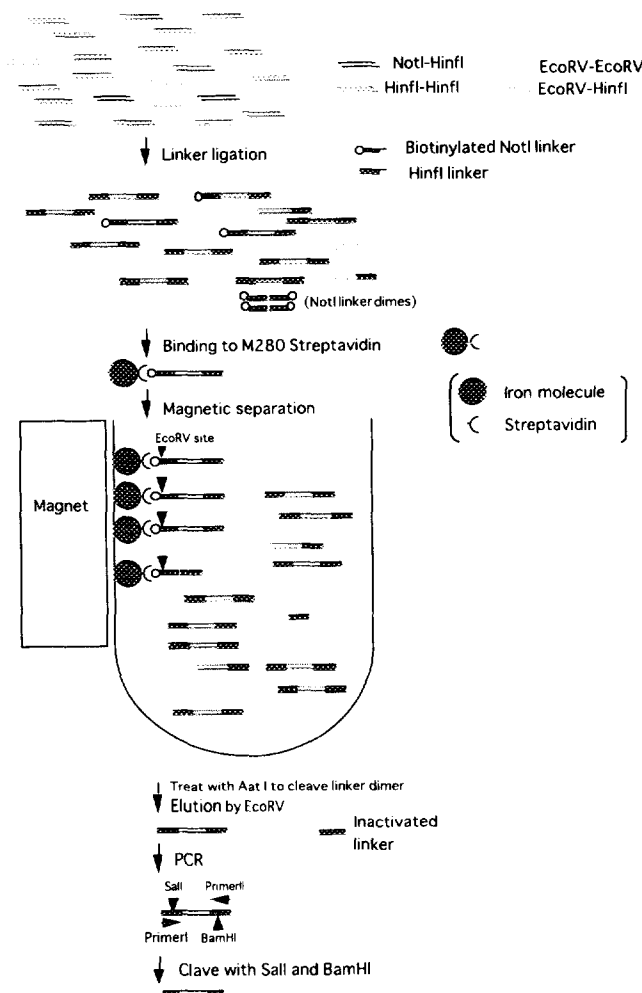 NotI-HinfI
EcoRV-EcoRV
HinfI-HinfI
EcoRV-HinfI
Linker ligation
Biotinylated NotI linker
HinfI linker
(NotI linker dimes)
Binding to M280 Streptavidin
Iron molecule
Magnetic separation
Streptavidin
EcoRV site
Magnet
Treat with Aat I to cleave linker dimer
Elution by EcoRV
Inactivated
linker
PCR
SalI
PrimerII
PrimerI
BamHI
Clave with SalI and BamHI